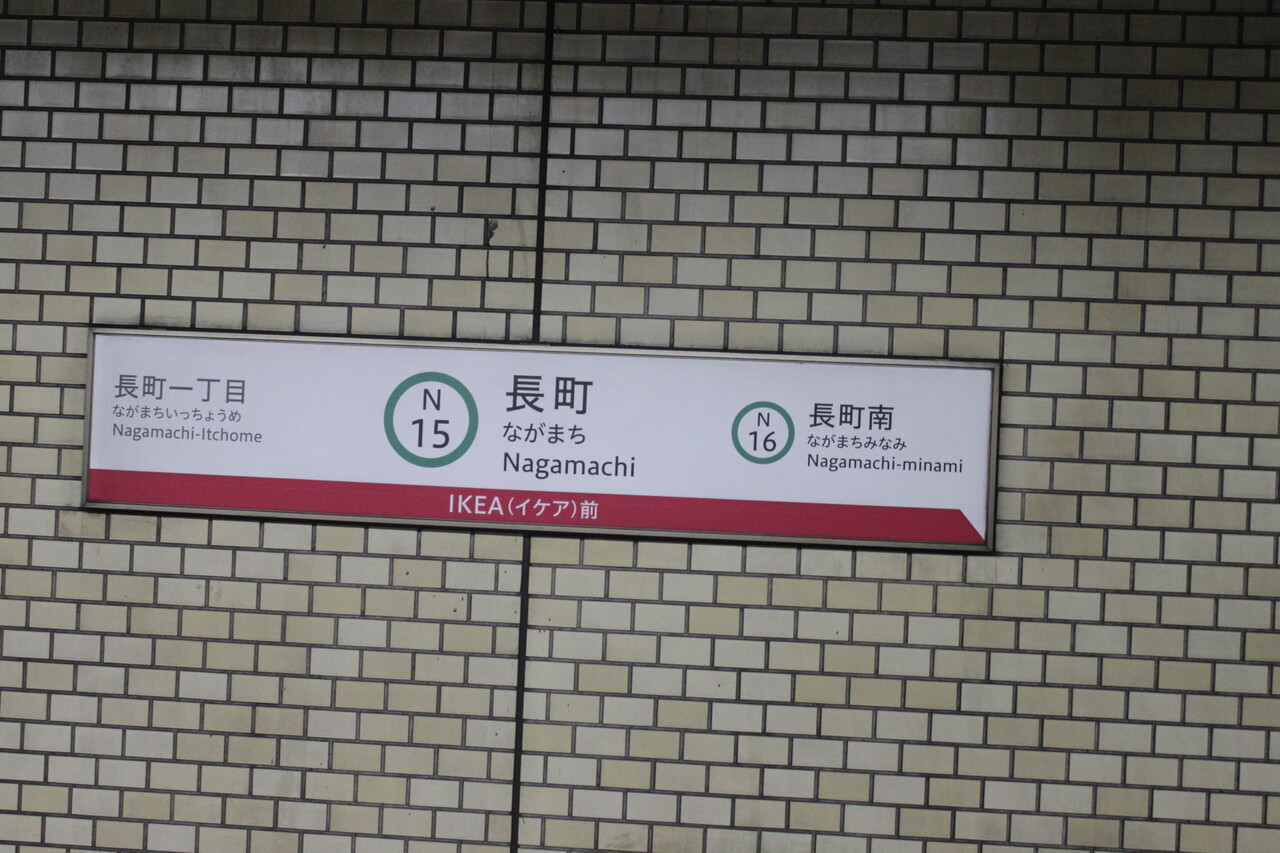 長町一丁目
ながまちいっちょうめ
Nagamachi-Itchome
N
15
長町
ながまち
Nagamachi
N
16
長町南
ながまちみなみ
Nagamachi-minami
IKEA(イケア)前